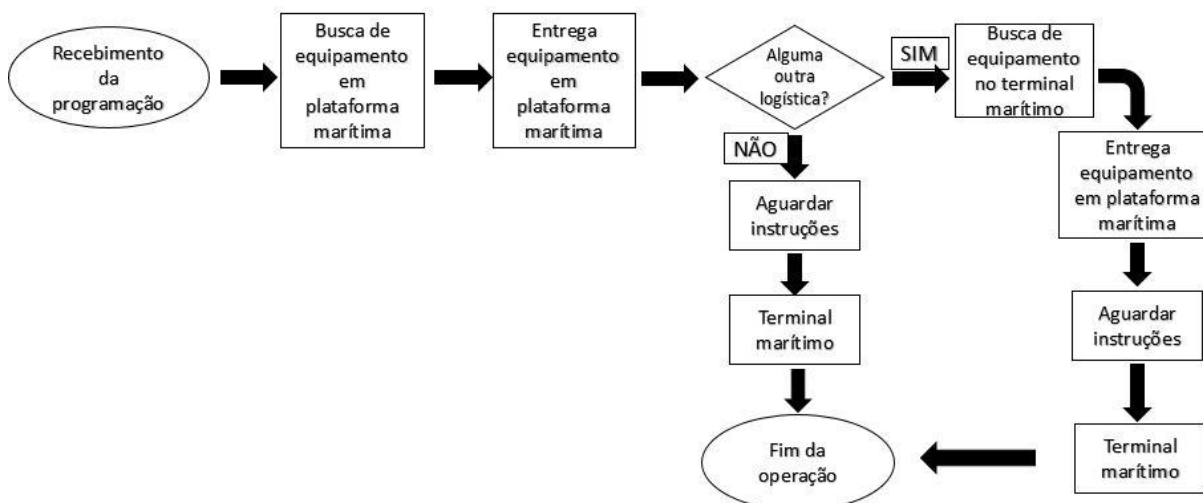 Recebimento
da
programação
Busca de
equipamento
em
plataforma
marítima
Entrega
equipamento
em
plataforma
marítima
Alguma
outra
logística?
SIM
Busca de
equipamento
no terminal
marítimo
NÃO
Entrega
equipamento
em plataforma
marítima
Aguardar
instruções
Aguardar
instruções
Terminal
marítimo
Terminal
marítimo
Fim da
operação